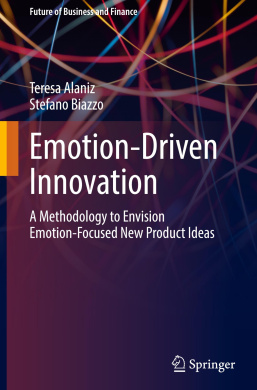 Future of Business and Finance
Teresa Alaniz
Stefano Biazzo
Emotion-Driven
Innovation
A Methodology to Envision
Emotion-Focused New Product Ideas
Springer